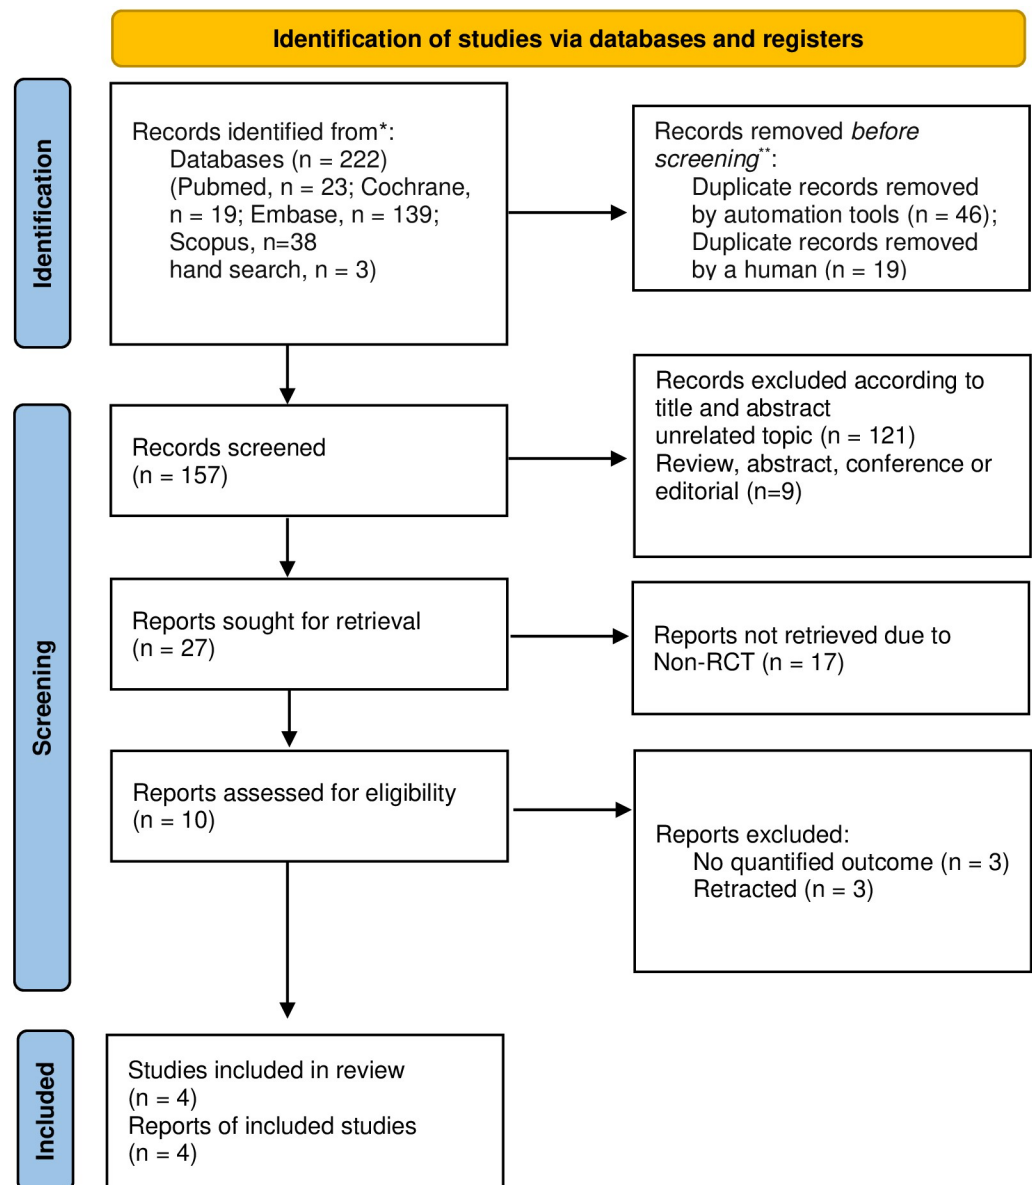 Identification of studies via databases and registers
Identification
Records identified from*:
Databases (n = 222)
(Pubmed, n = 23; Cochrane,
n = 19; Embase, n = 139;
Scopus, n=38
hand search, n = 3)
Records removed before
screening**:
Duplicate records removed
by automation tools (n = 46);
Duplicate records removed
by a human (n = 19)
Screening
Records screened
(n = 157)
Records excluded according to
title and abstract
unrelated topic (n = 121)
Review, abstract, conference or
editorial (n=9)
Reports sought for retrieval
(n = 27)
Reports not retrieved due to
Non-RCT (n = 17)
Reports assessed for eligibility
(n = 10)
Reports excluded:
No quantified outcome (n = 3)
Retracted (n = 3)
Included
Studies included in review
(n = 4)
Reports of included studies
(n = 4)